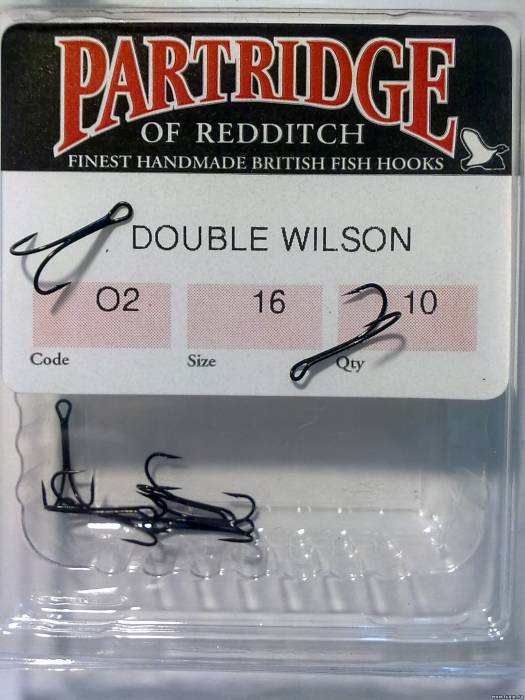 PARTRIDGE
OF REDDITCH
FINEST HANDMADE BRITISH FISH HOOKS
DOUBLE WILSON
O2 16 10
Code Size Qty